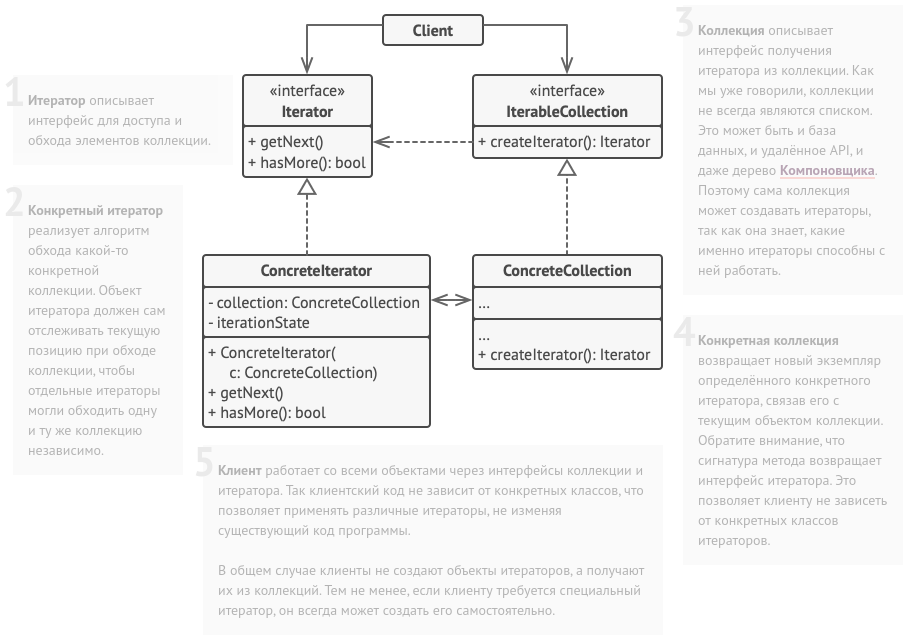 Client
«interface»
Iterator
+ getNext()
+ hasMore(): bool
«interface»
IterableCollection
+ createIterator(): Iterator
ConcreteIterator
- collection: ConcreteCollection
- iterationState
+ ConcreteIterator(
c: ConcreteCollection)
+ getNext()
+ hasMore(): bool
ConcreteCollection
...
...
+ createIterator(): Iterator
1
Итератор описывает
интерфейс для доступа и
обхода элементов коллекции.
2
Конкретный итератор
реализует алгоритм
обхода какой-то
конкретной
коллекции. Объект
итератора должен сам
отслеживать текущую
позицию при обходе
коллекции, чтобы
отдельные итераторы
могли обходить одну
и ту же коллекцию
независимо.
3
Коллекция описывает
интерфейс получения
итератора из коллекции. Как
мы уже говорили, коллекции
не всегда являются списком.
Это может быть и база
данных, и удалённое API, и
даже дерево Компоновщика.
Поэтому сама коллекция
может создавать итераторы,
так как она знает, какие
именно итераторы способны с
ней работать.
4
Конкретная коллекция
возвращает новый экземпляр
определённого конкретного
итератора, связав его с
текущим объектом коллекции.
Обратите внимание, что
сигнатура метода возвращает
интерфейс итератора. Это
позволяет клиенту не зависеть
от конкретных классов
итераторов.
5
Клиент работает со всеми объектами через интерфейсы коллекции и
итератора. Так клиентский код не зависит от конкретных классов, что
позволяет применять различные итераторы, не изменяя
существующий код программы.
В общем случае клиенты не создают объекты итераторов, а получают
их из коллекций. Тем не менее, если клиенту требуется специальный
итератор, он всегда может создать его самостоятельно.